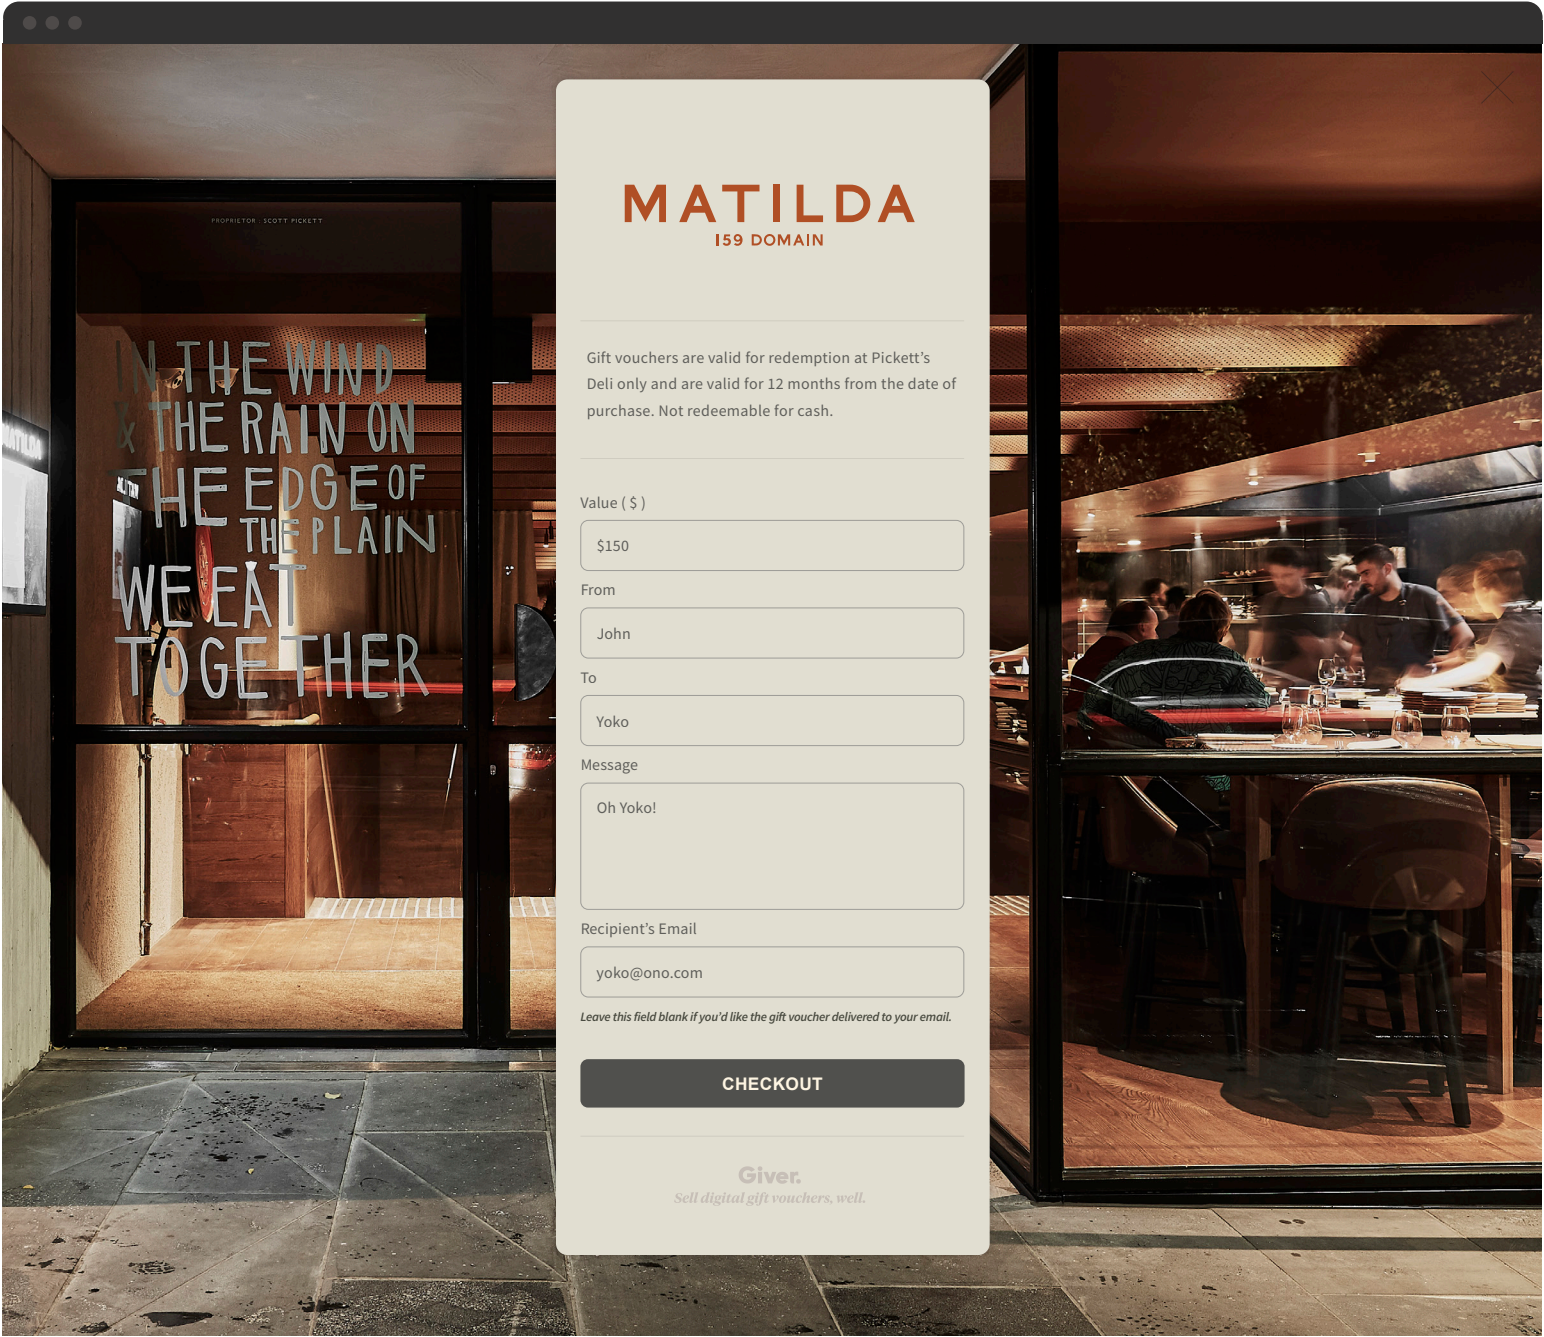 PROPRIETOR : SCOTT PICKETT
IN THE WIND
& THE RAIN ON
THE EDGE OF
THE PLAIN
WE EAT
TOGETHER
MATILDA
MATILDA
159 DOMAIN
Gift vouchers are valid for redemption at Pickett’s
Deli only and are valid for 12 months from the date of
purchase. Not redeemable for cash.
Value ( $ )
$150
From
John
To
Yoko
Message
Oh Yoko!
Recipient’s Email
yoko@ono.com
Leave this field blank if you’d like the gift voucher delivered to your email.
CHECKOUT
Giver.
Sell digital gift vouchers, well.